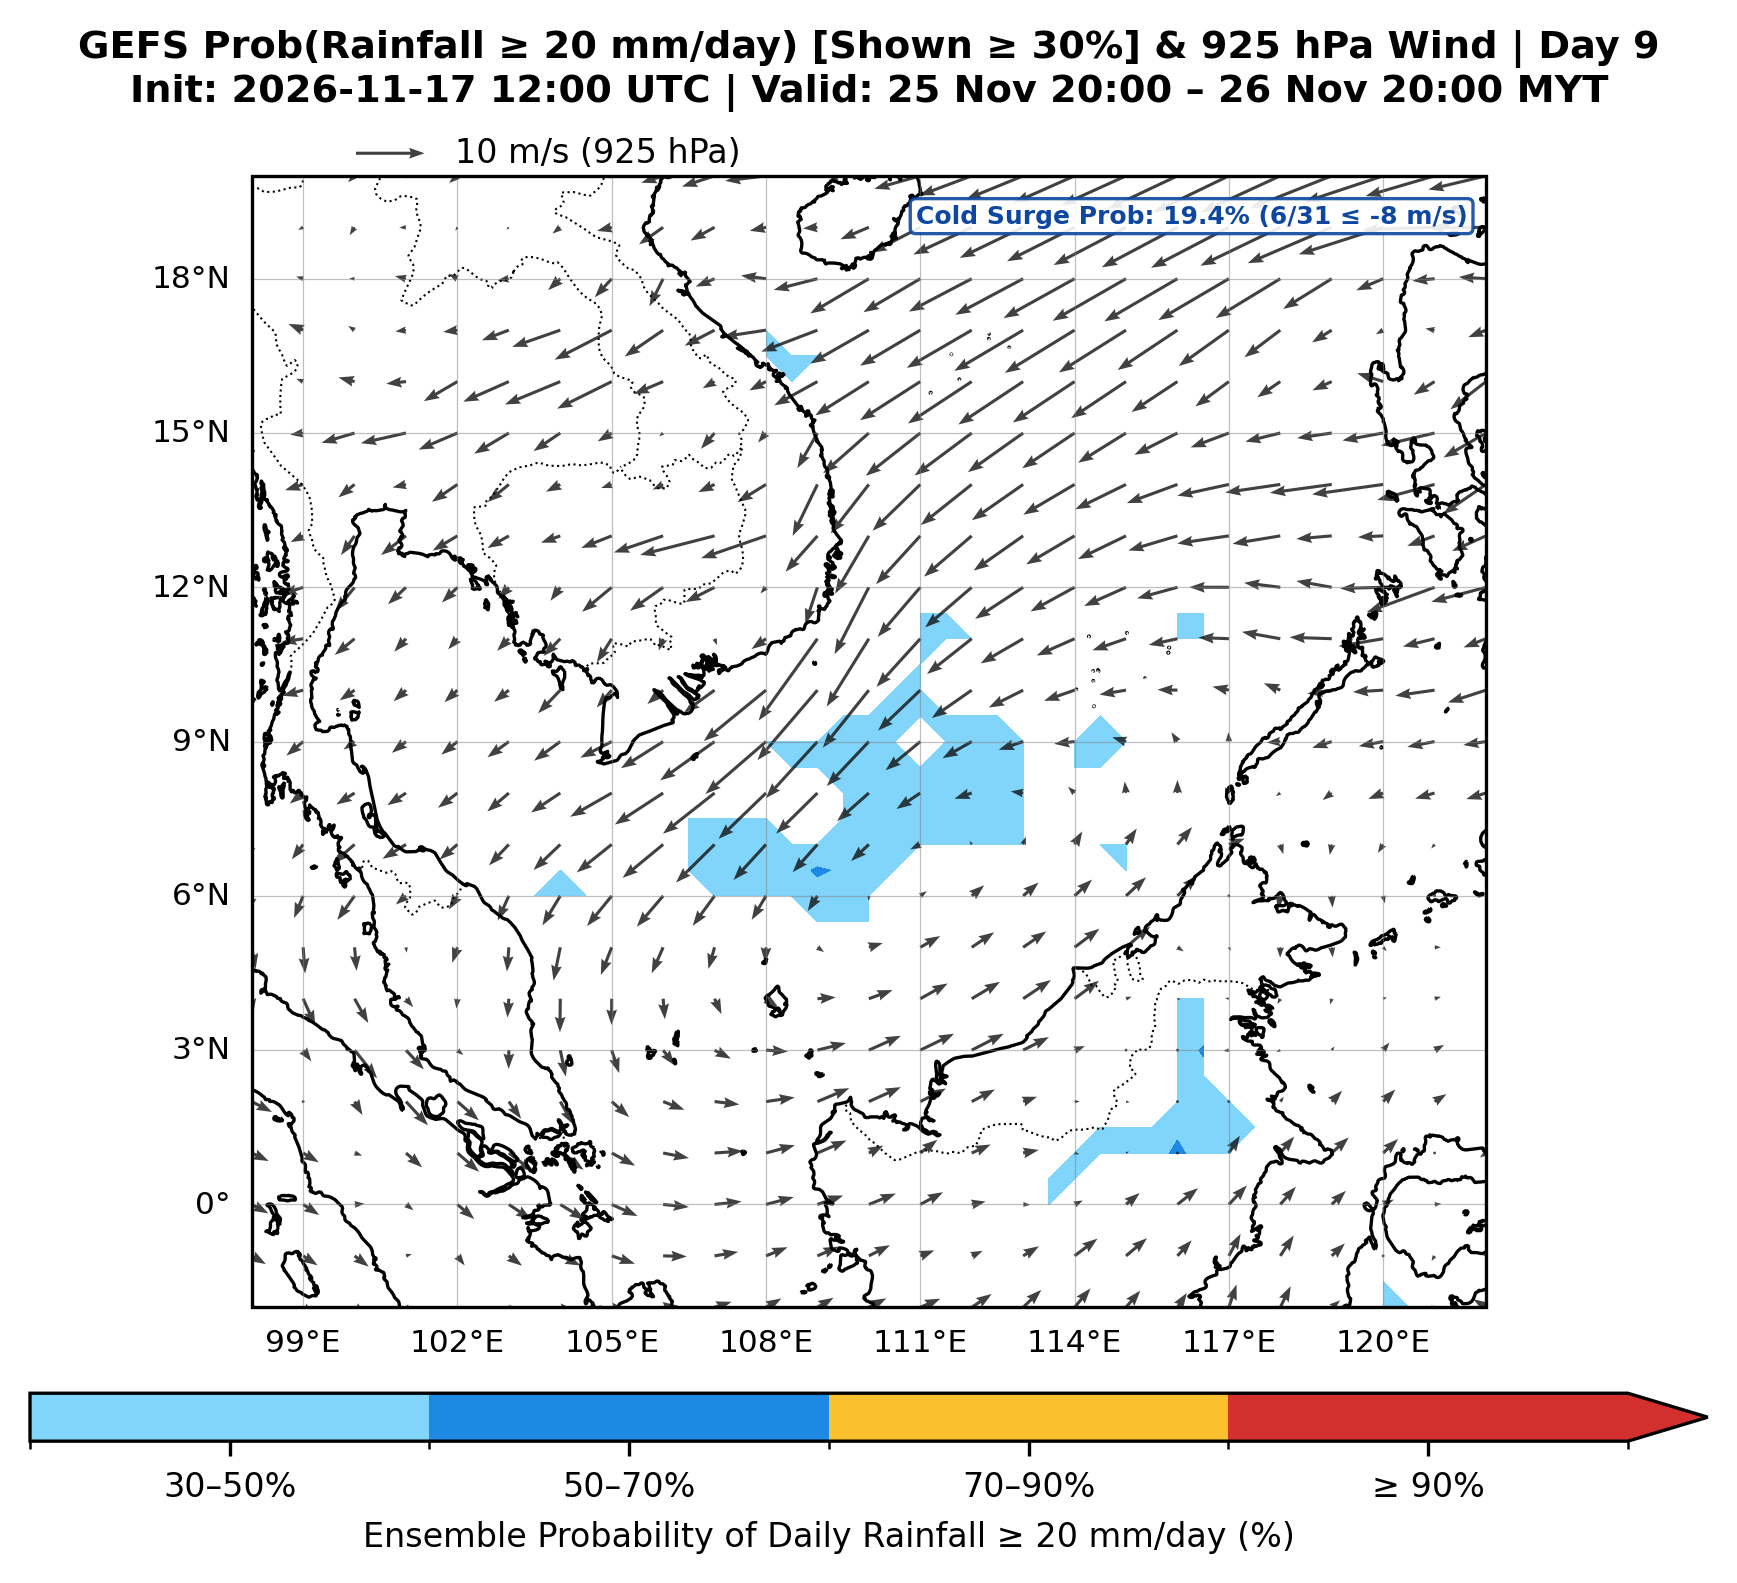 GEFS Prob(Rainfall ≥ 20 mm/day) [Shown ≥ 30%] & 925 hPa Wind | Day 9
Init: 2026-11-17 12:00 UTC | Valid: 25 Nov 20:00 – 26 Nov 20:00 MYT
10 m/s (925 hPa)
Cold Surge Prob: 19.4% (6/31 ≤ -8 m/s)
18°N
15°N
12°N
9°N
6°N
3°N
0°
99°E 102°E 105°E 108°E 111°E 114°E 117°E 120°E
30–50% 50–70% 70–90% ≥ 90%
Ensemble Probability of Daily Rainfall ≥ 20 mm/day (%)